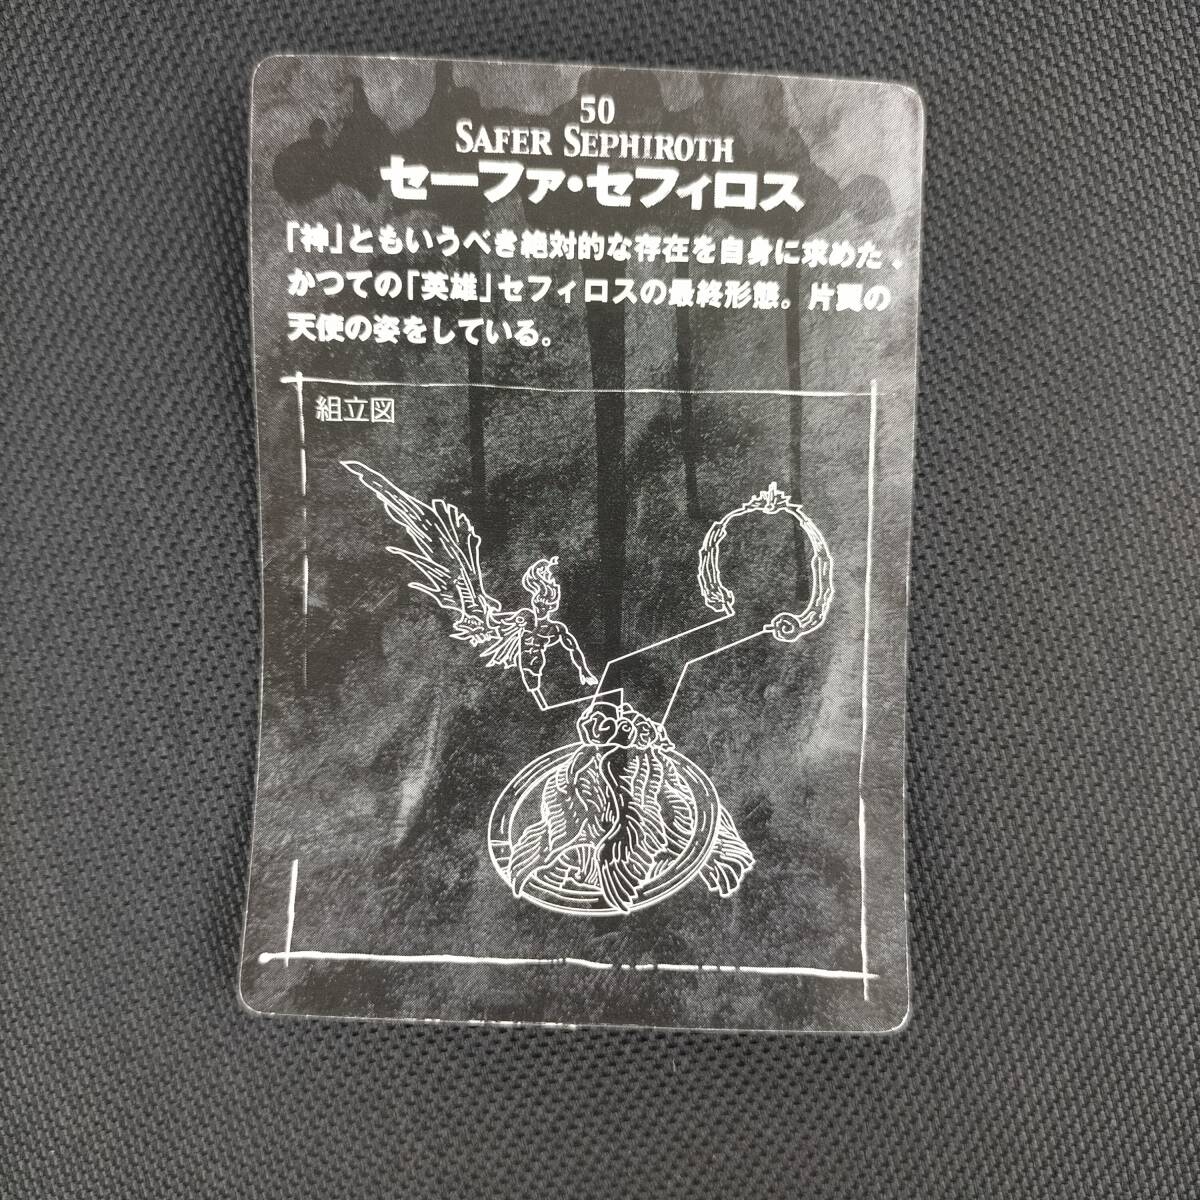 50
SAFER SEPHIROTH
セーファ・セフィロス
「神」ともいうべき絶対的な存在を自身に求めた、
かつての「英雄」セフィロスの最終形態。片翼の
天使の姿をしている。
組立図